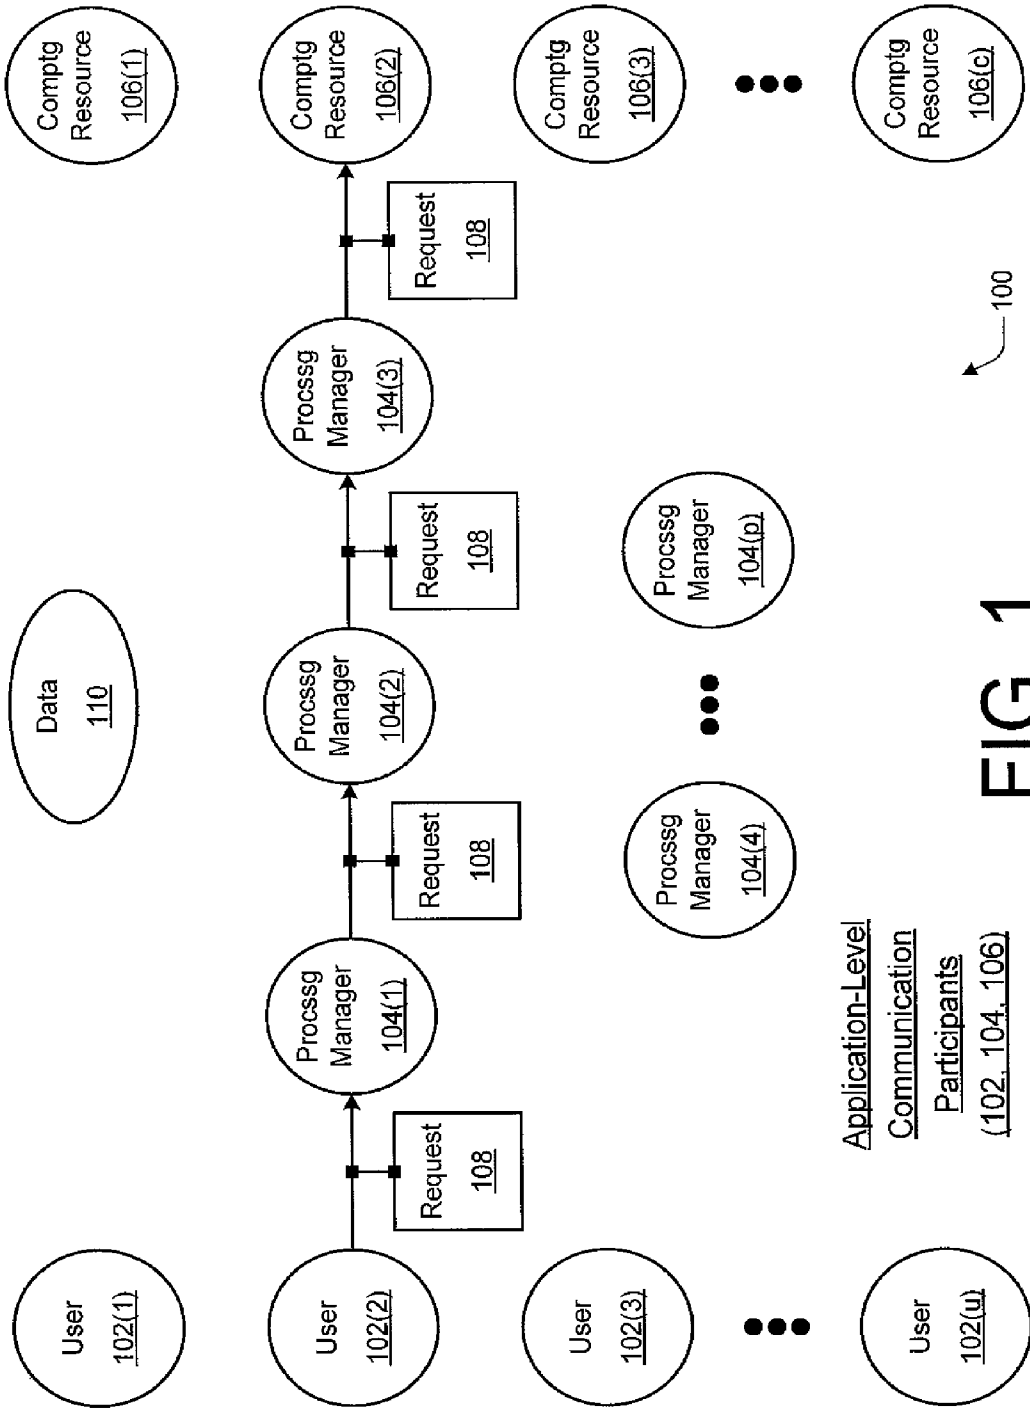 Data
110
User
102(1)
Comptg
Resource
106(1)
User
102(2)
Request
108
Procssg
Manager
104(1)
Request
108
Procssg
Manager
104(2)
Request
108
Procssg
Manager
104(3)
Request
108
Comptg
Resource
106(2)
User
102(3)
Comptg
Resource
106(3)
Procssg
Manager
104(4)
Procssg
Manager
104(p)
User
102(u)
Application-Level
Communication
Participants
(102, 104, 106)
Comptg
Resource
106(c)
100
FIG. 1